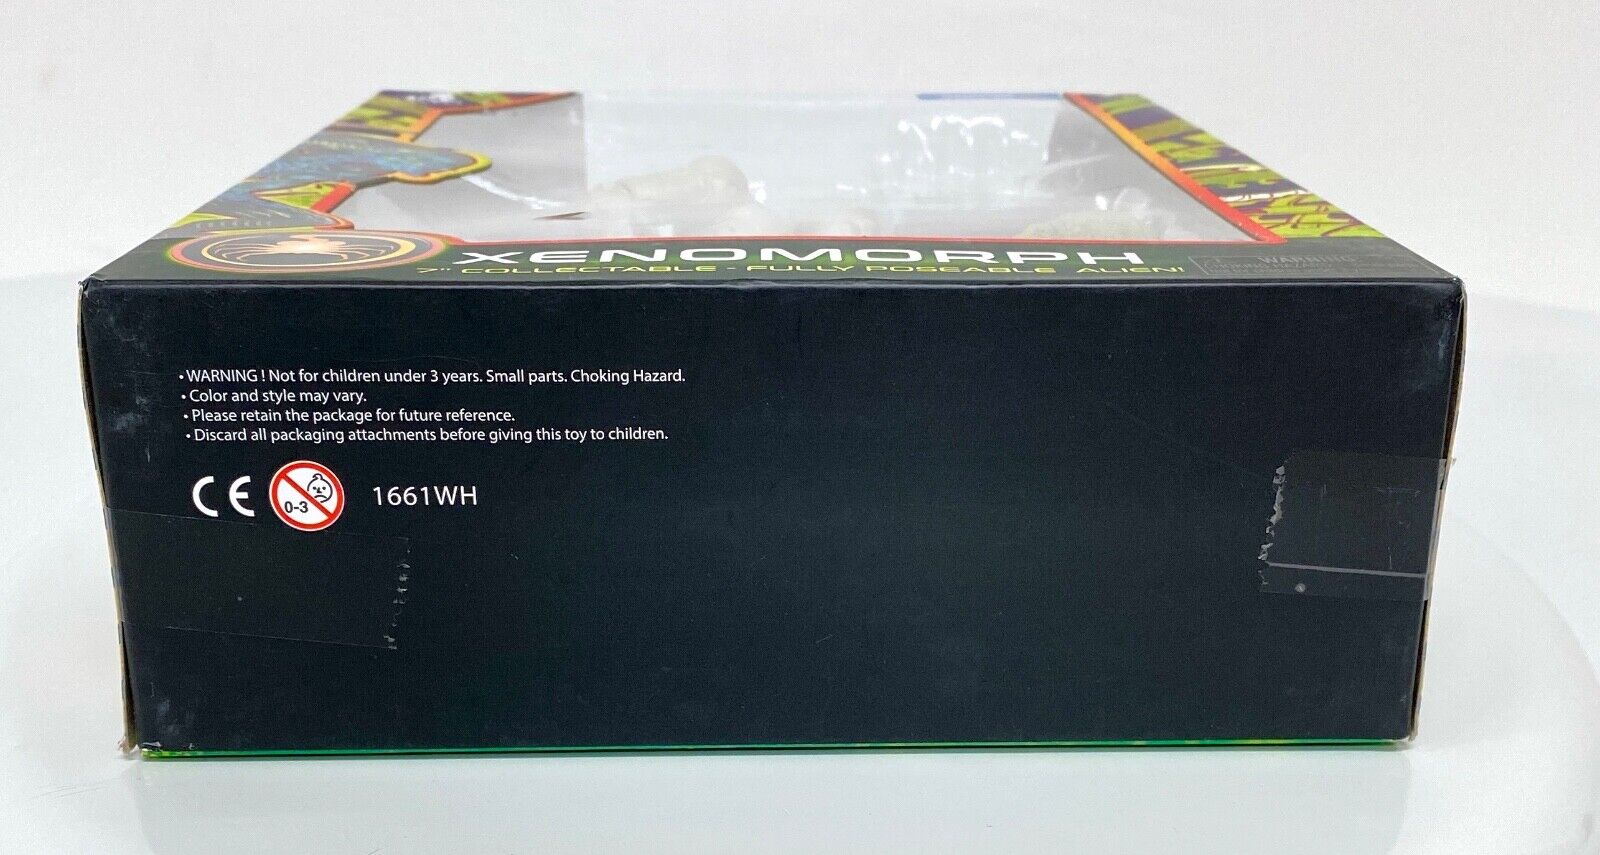 XENOMORPH
7" COLLECTABLE - FULLY POSEABLE ALIEN!
WARNING
CHOKING HAZARD
• WARNING ! Not for children under 3 years. Small parts. Choking Hazard.
• Color and style may vary.
• Please retain the package for future reference.
• Discard all packaging attachments before giving this toy to children.
CE
0-3
1661WH